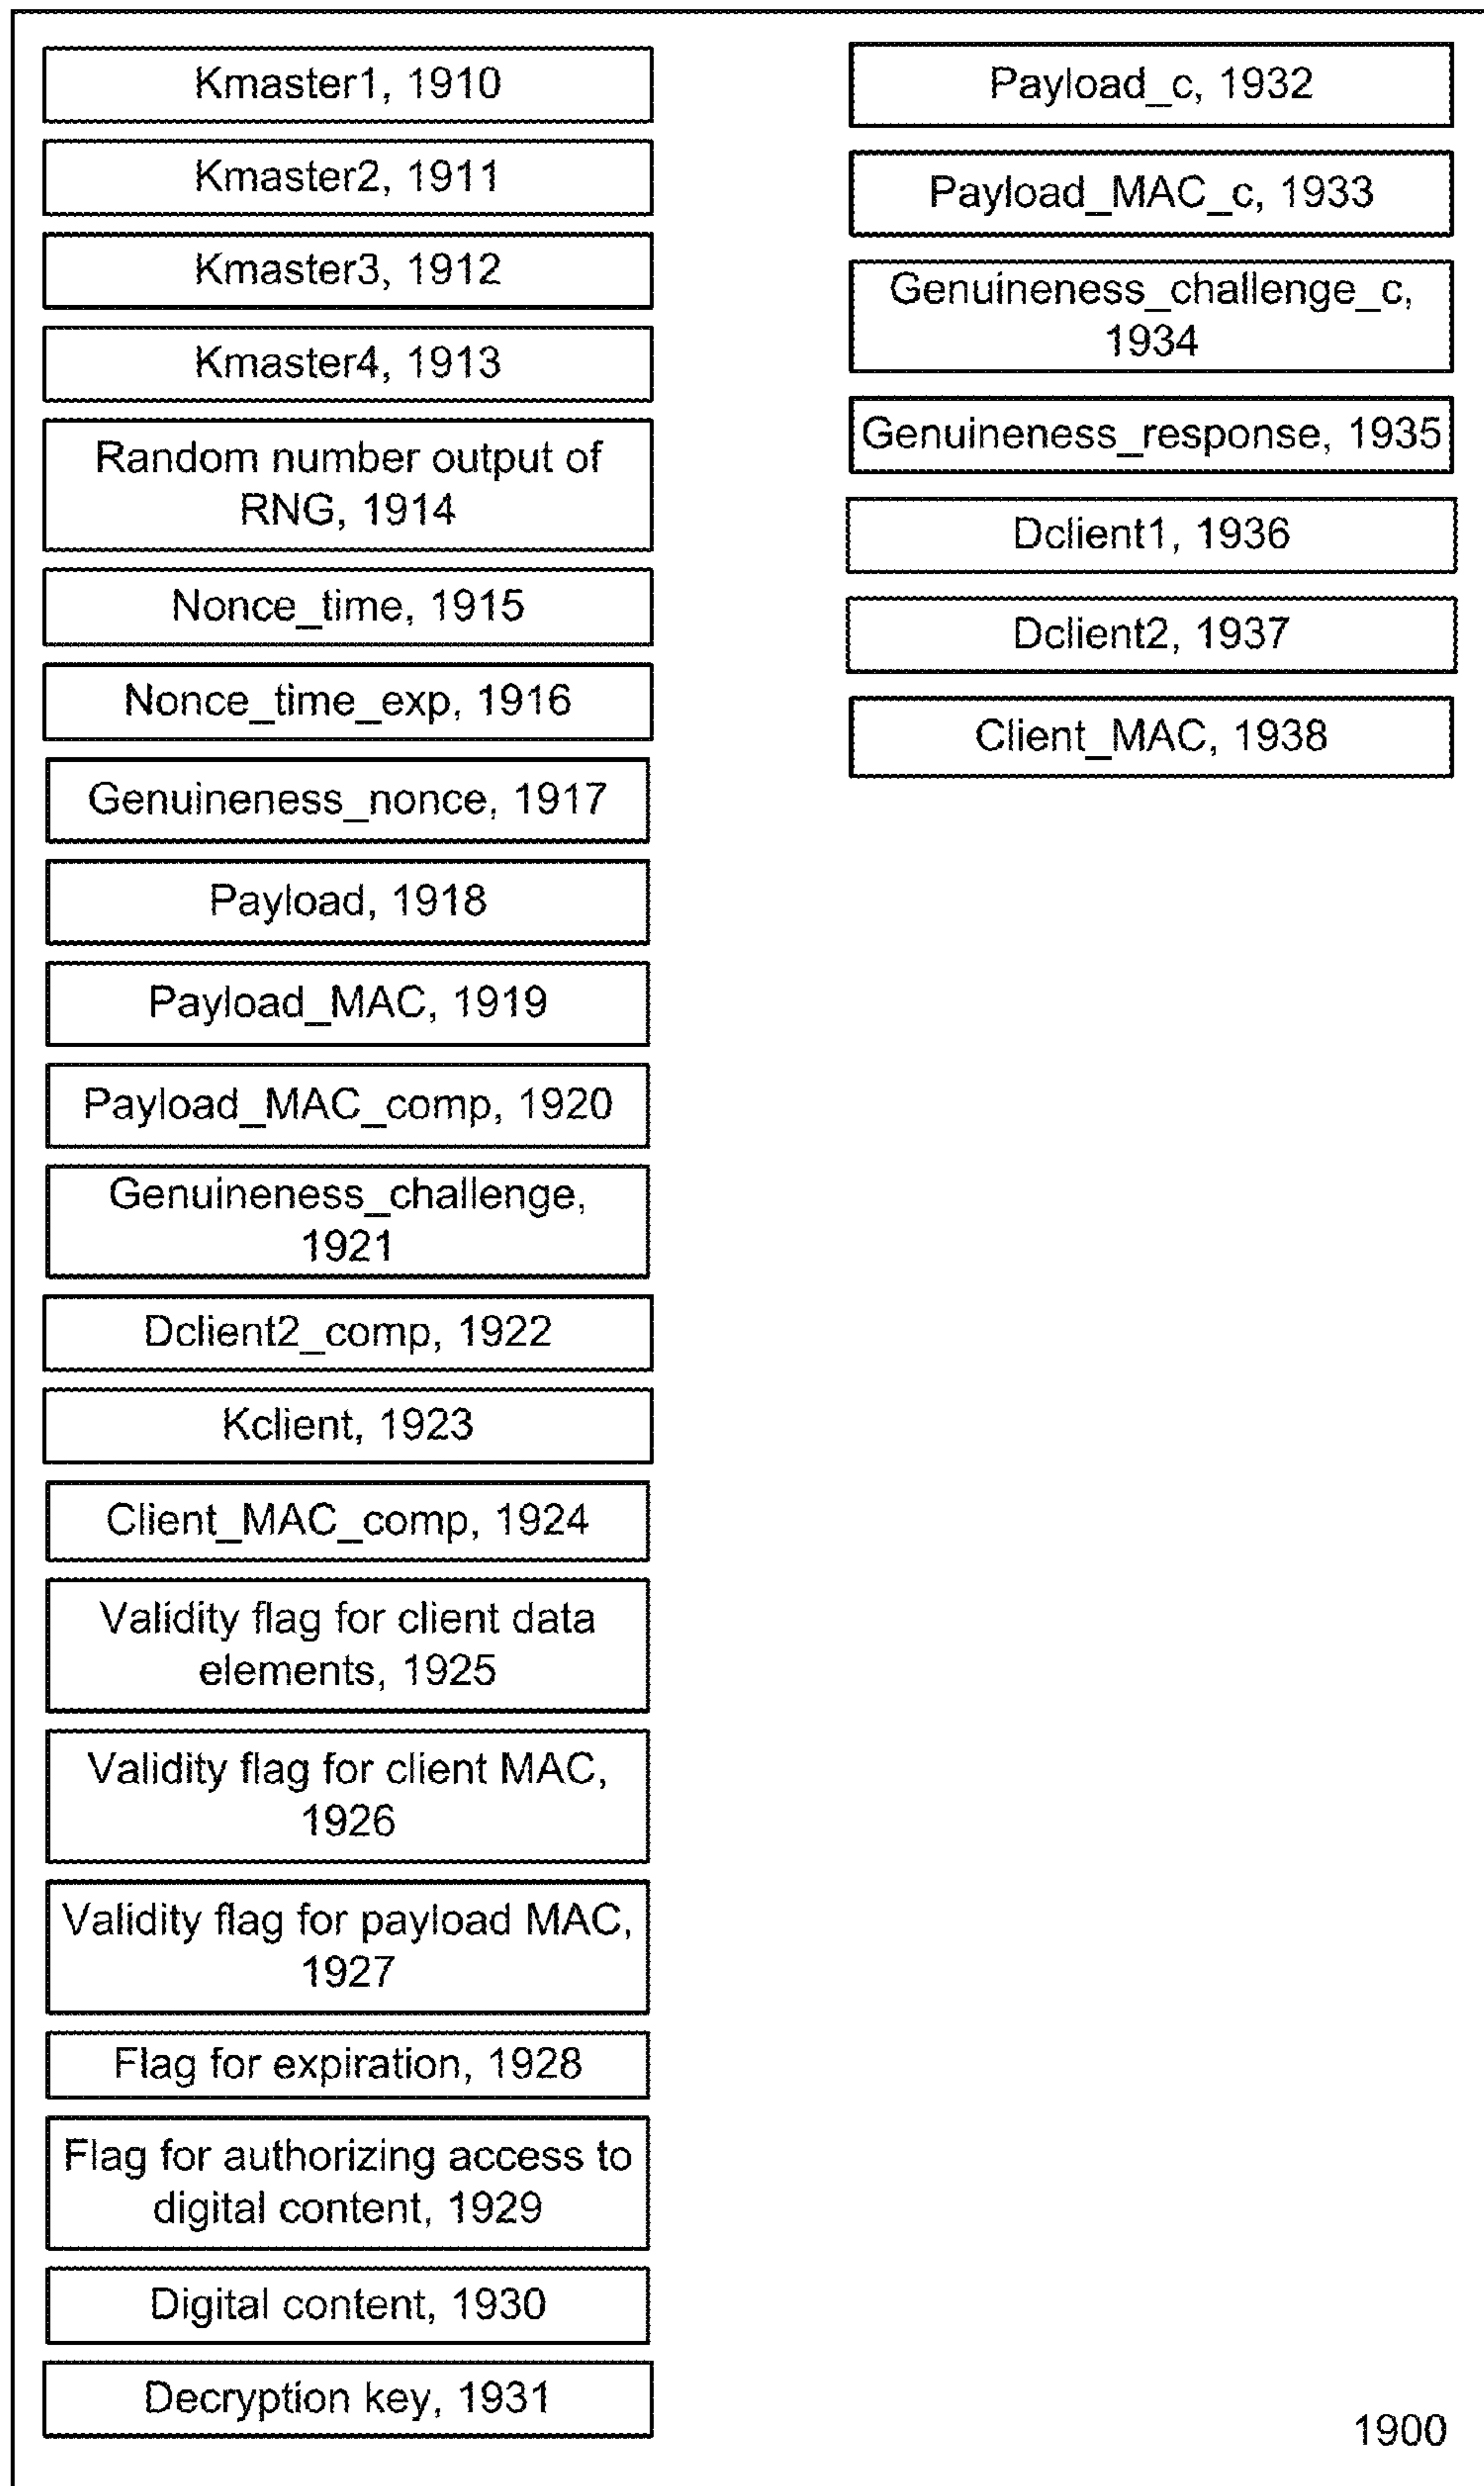 Kmaster1, 1910
Kmaster2, 1911
Kmaster3, 1912
Kmaster4, 1913
Random number output of
RNG, 1914
Nonce_time, 1915
Nonce_time_exp, 1916
Genuineness_nonce, 1917
Payload, 1918
Payload_MAC, 1919
Payload_MAC_comp, 1920
Genuineness_challenge,
1921
Dclient2_comp, 1922
Kclient, 1923
Client_MAC_comp, 1924
Validity flag for client data
elements, 1925
Validity flag for client MAC,
1926
Validity flag for payload MAC,
1927
Flag for expiration, 1928
Flag for authorizing access to
digital content, 1929
Digital content, 1930
Decryption key, 1931
Payload_c, 1932
Payload_MAC_c, 1933
Genuineness_challenge_c,
1934
Genuineness_response, 1935
Dclient1, 1936
Dclient2, 1937
Client_MAC, 1938
1900